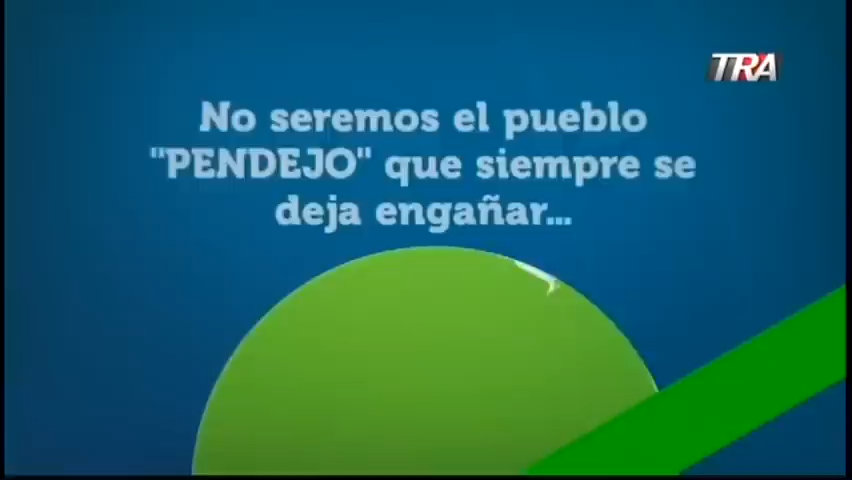 TRA
No seremos el pueblo
"PENDEJO" que siempre se
deja engañar...